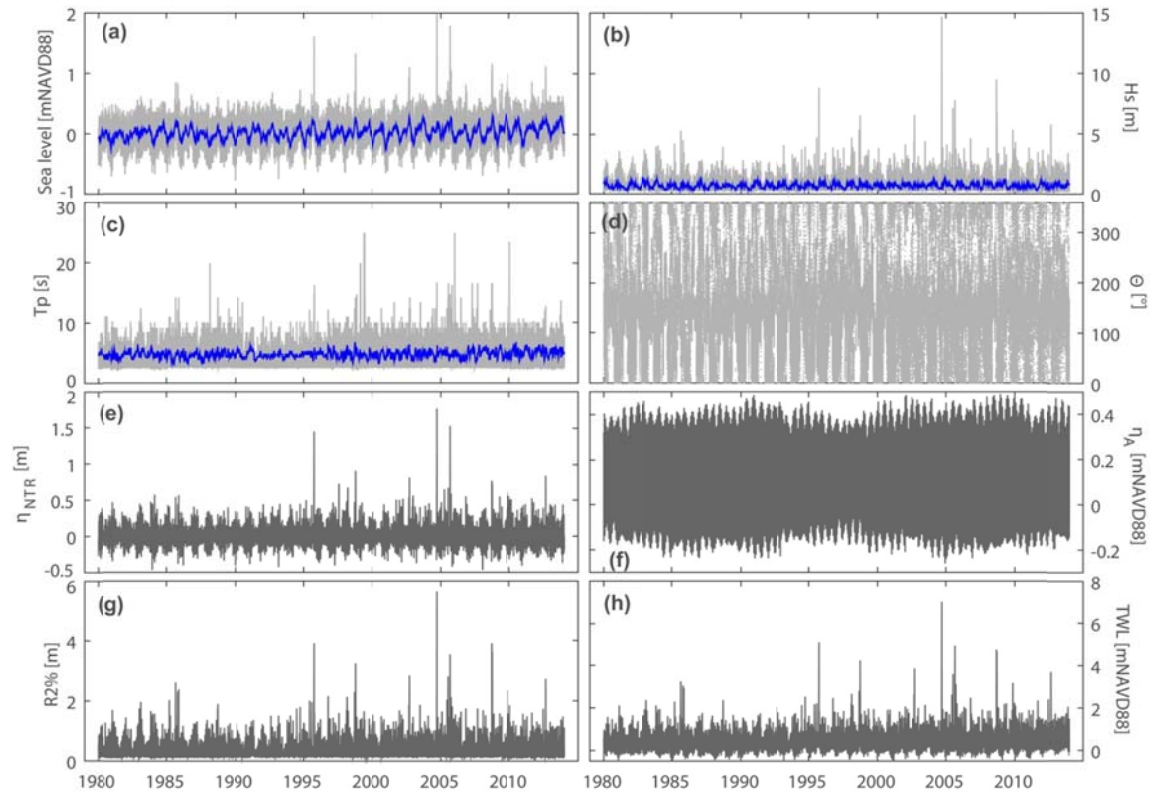 (a)
Sea level [mNAVD88]
2
1
0
-1
(b)
Hs [m]
15
10
5
0
(c)
Tp [s]
30
20
10
0
(d)
Θ [°]
300
200
100
0
(e)
ηNTR [m]
2
1.5
1
0.5
0
-0.5
(f)
ηA [mNAVD88]
0.4
0.2
0
-0.2
(g)
R2% [m]
6
4
2
0
(h)
TWL [mNAVD88]
8
6
4
2
0
1980 1985 1990 1995 2000 2005 2010
1980 1985 1990 1995 2000 2005 2010